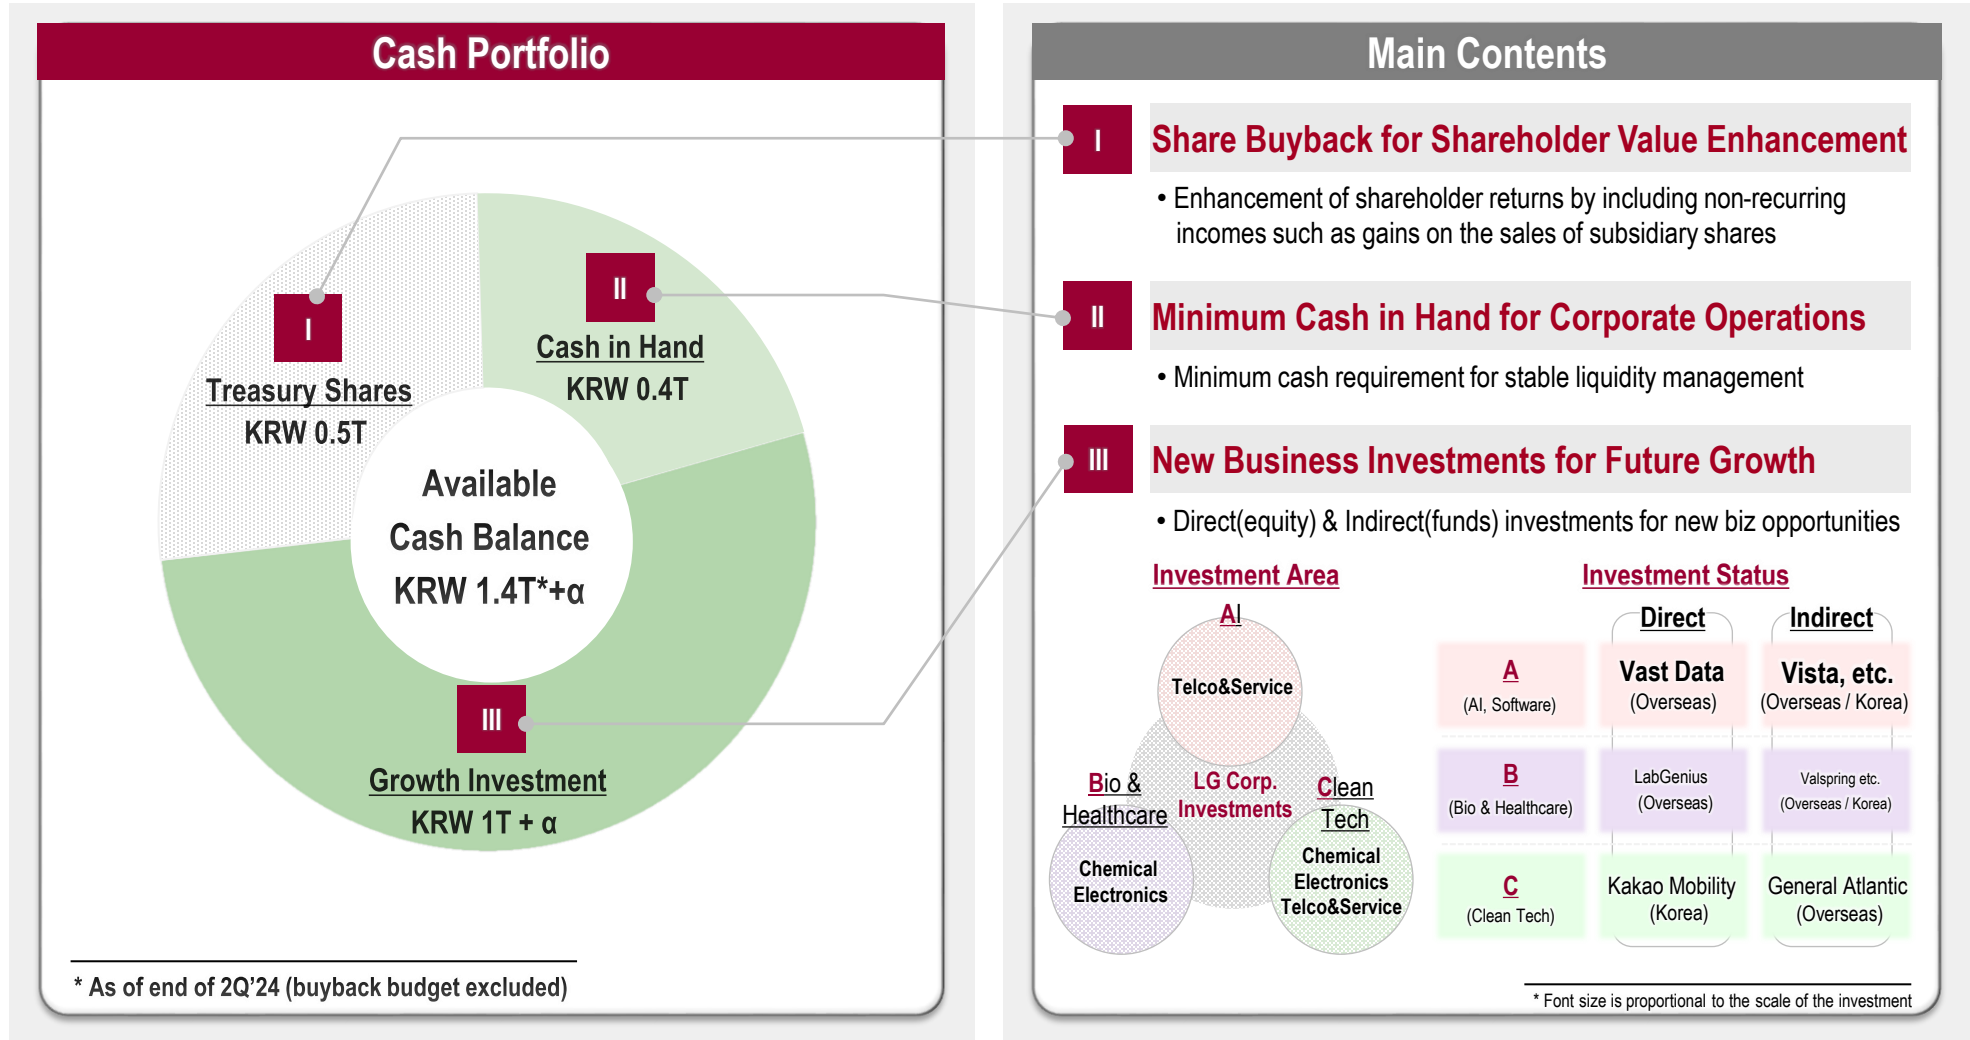 Cash Portfolio
I
Treasury Shares
KRW 0.5T
II
Cash in Hand
KRW 0.4T
Available
Cash Balance
KRW 1.4T*+α
III
Growth Investment
KRW 1T + α
* As of end of 2Q’24 (buyback budget excluded)
Main Contents
I
Share Buyback for Shareholder Value Enhancement
• Enhancement of shareholder returns by including non-recurring
incomes such as gains on the sales of subsidiary shares
II
Minimum Cash in Hand for Corporate Operations
• Minimum cash requirement for stable liquidity management
III
New Business Investments for Future Growth
• Direct(equity) & Indirect(funds) investments for new biz opportunities
Investment Area
AI
Telco&Service
LG Corp.
Investments
Bio &
Healthcare
Chemical
Electronics
Clean
Tech
Chemical
Electronics
Telco&Service
Investment Status
Direct
Indirect
A
(AI, Software)
Vast Data
(Overseas)
Vista, etc.
(Overseas / Korea)
B
(Bio & Healthcare)
LabGenius
(Overseas)
Valspring etc.
(Overseas / Korea)
C
(Clean Tech)
Kakao Mobility
(Korea)
General Atlantic
(Overseas)
* Font size is proportional to the scale of the investment